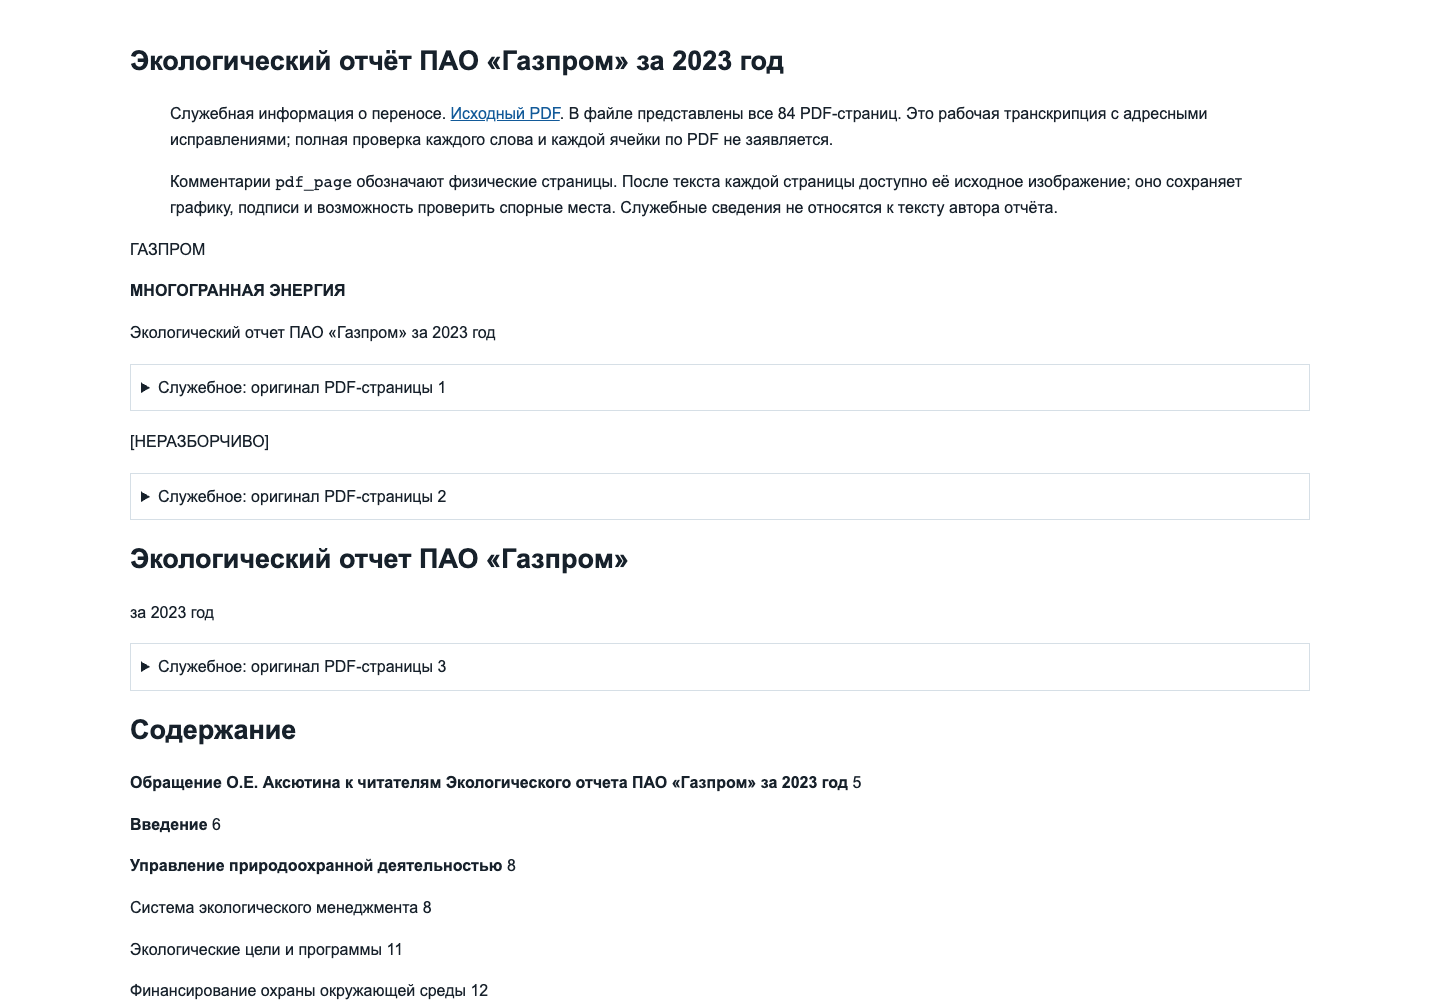 Экологический отчёт ПАО «Газпром» за 2023 год
Служебная информация о переносе. Исходный PDF. В файле представлены все 84 PDF-страниц. Это рабочая транскрипция с адресными
исправлениями; полная проверка каждого слова и каждой ячейки по PDF не заявляется.
Комментарии pdf_page обозначают физические страницы. После текста каждой страницы доступно её исходное изображение; оно сохраняет
графику, подписи и возможность проверить спорные места. Служебные сведения не относятся к тексту автора отчёта.
ГАЗПРОМ
МНОГОГРАННАЯ ЭНЕРГИЯ
Экологический отчет ПАО «Газпром» за 2023 год
Служебное: оригинал PDF-страницы 1
[НЕРАЗБОРЧИВО]
Служебное: оригинал PDF-страницы 2
Экологический отчет ПАО «Газпром»
за 2023 год
Служебное: оригинал PDF-страницы 3
Содержание
Обращение О.Е. Аксютина к читателям Экологического отчета ПАО «Газпром» за 2023 год 5
Введение 6
Управление природоохранной деятельностью 8
Система экологического менеджмента 8
Экологические цели и программы 11
Финансирование охраны окружающей среды 12